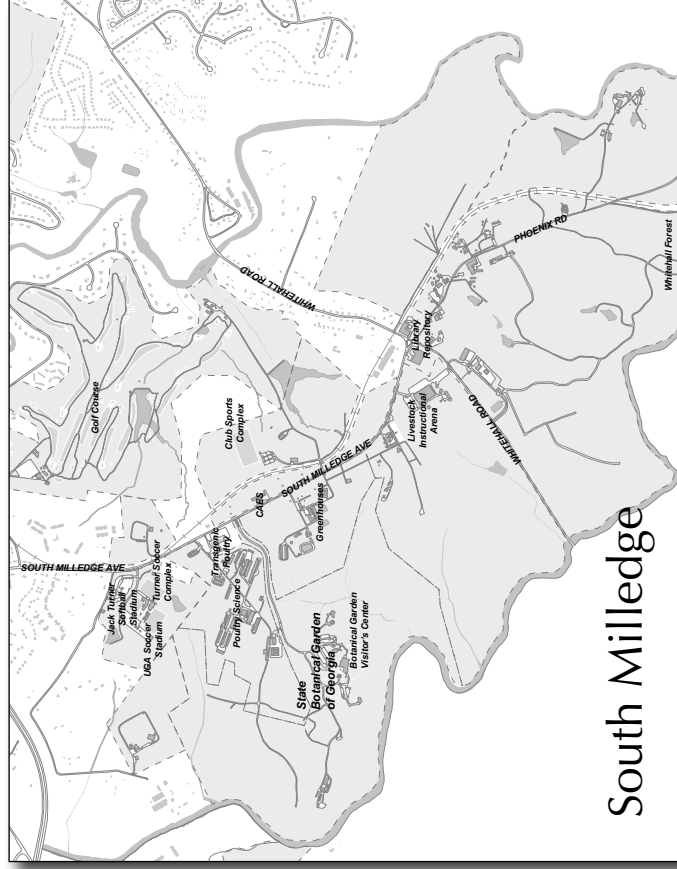 Golf Course
Club Sports
Complex
WHITEHALL ROAD
PHOENIX RD
Whitehall Forest
Library
Repository
Livestock
Instructional
Arena
WHITEHALL ROAD
SOUTH MILLEDGE AVE
CAES
Greenhouses
SOUTH MILLEDGE AVE
Jack Turner
Softball
Stadium
Turner Soccer
Complex
UGA Soccer
Stadium
Transgenic
Poultry
Poultry Science
State
Botanical Garden
of Georgia
Botanical Garden
Visitor's Center
South Milledge